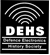 DEHS
Defence Electronics
History Society